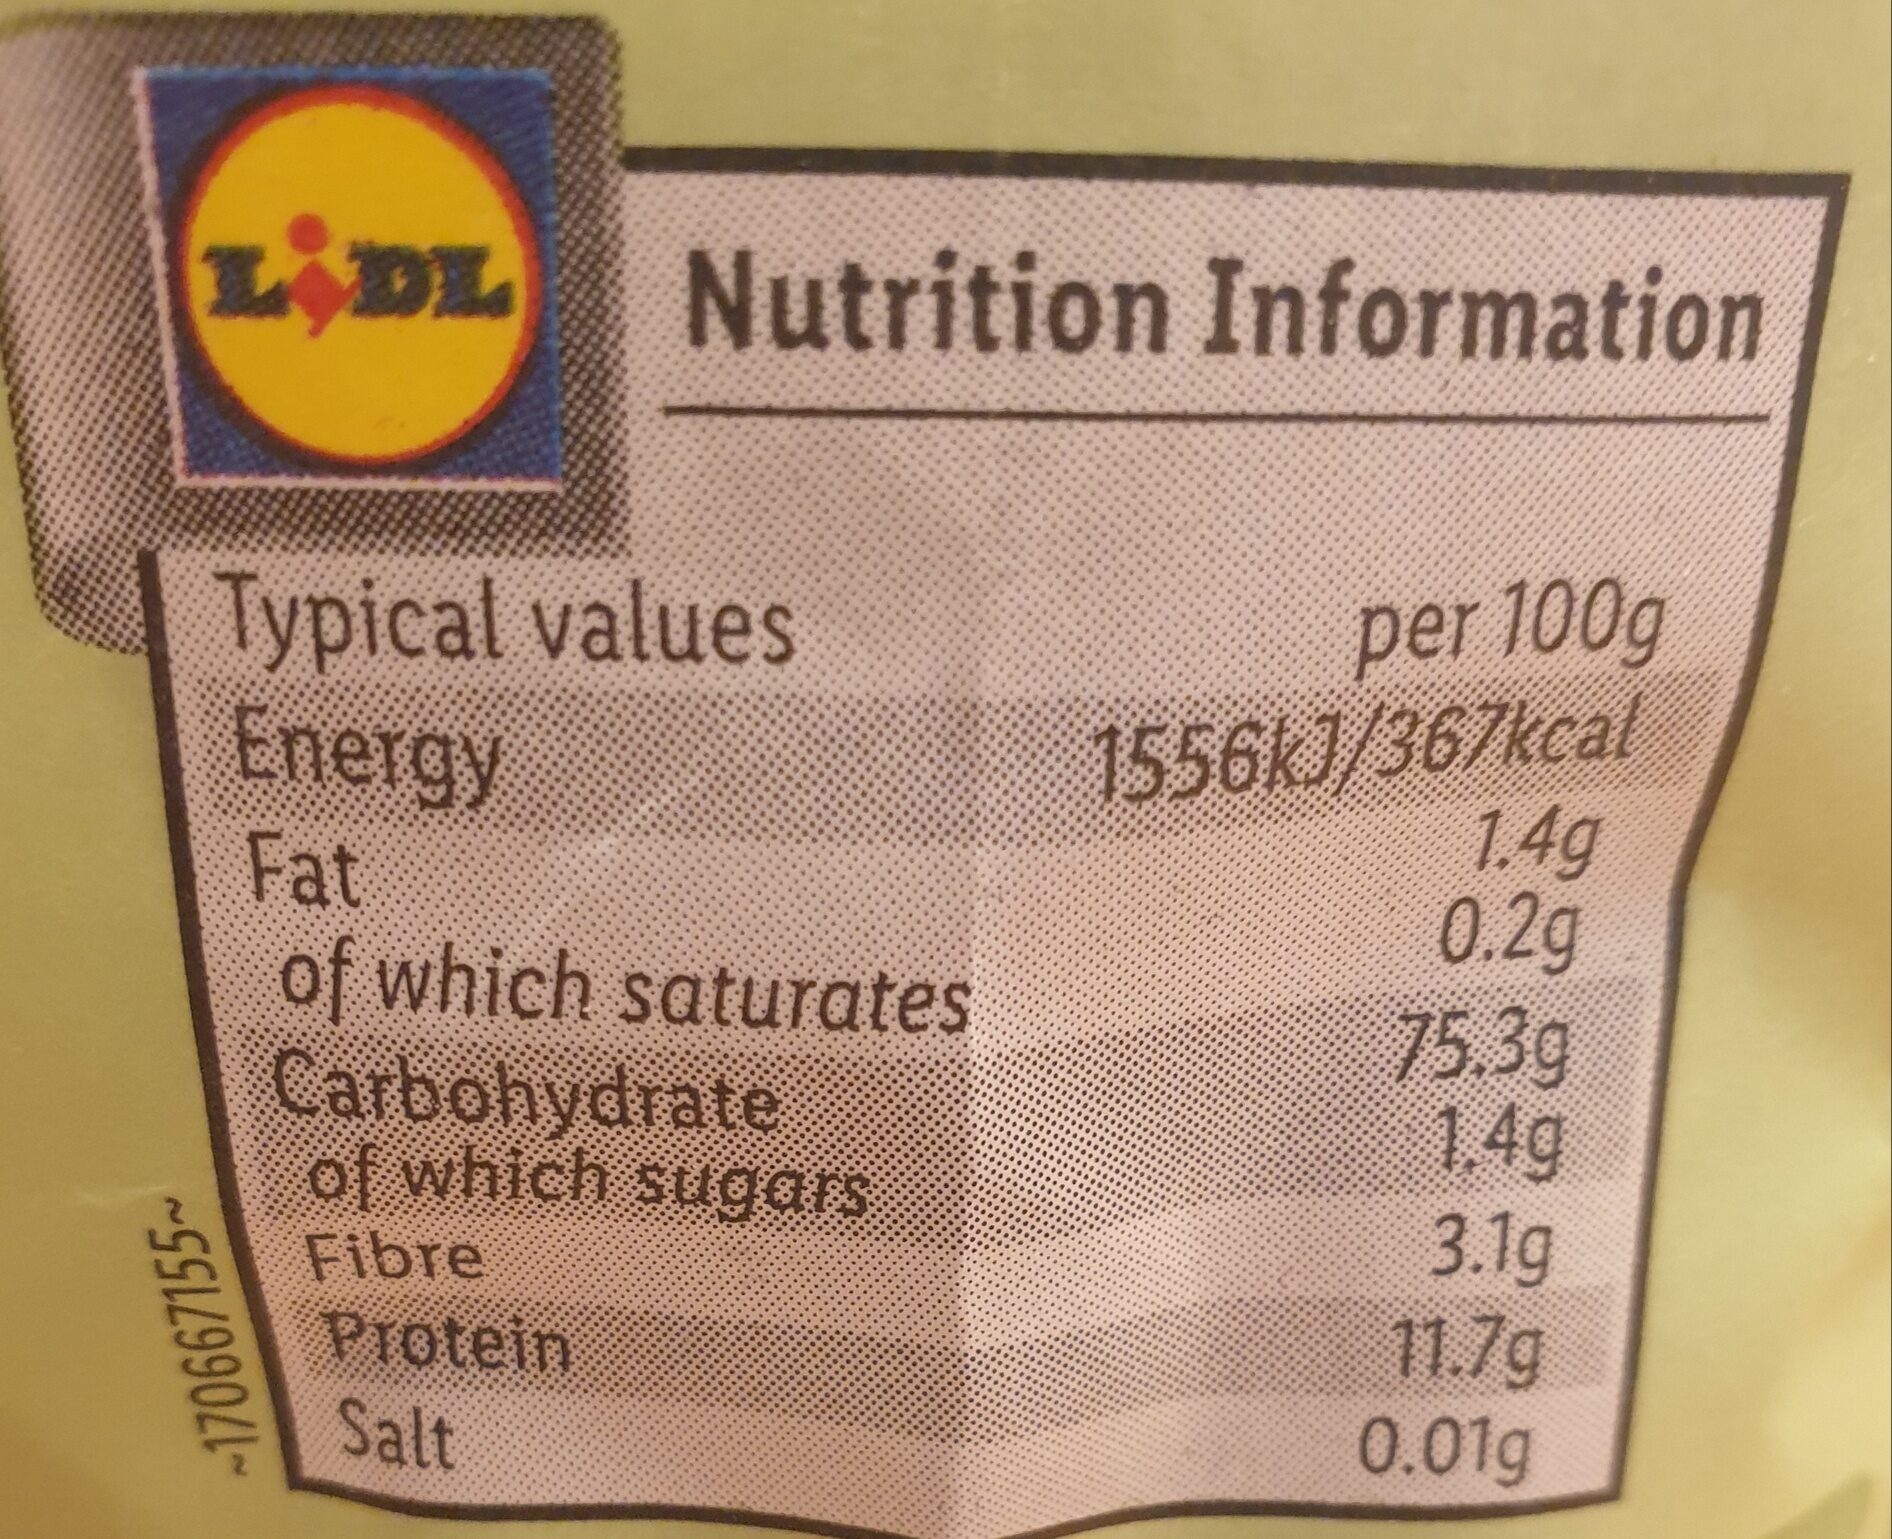 LIDL
Nutrition Information
Typical values per 100g
Energy 1556kJ/367kcal
Fat 1.4g
of which saturates 0.2g
Carbohydrate 75.3g
of which sugars 1.4g
Fibre 3.1g
Protein 11.7g
Salt 0.01g
~170667155~